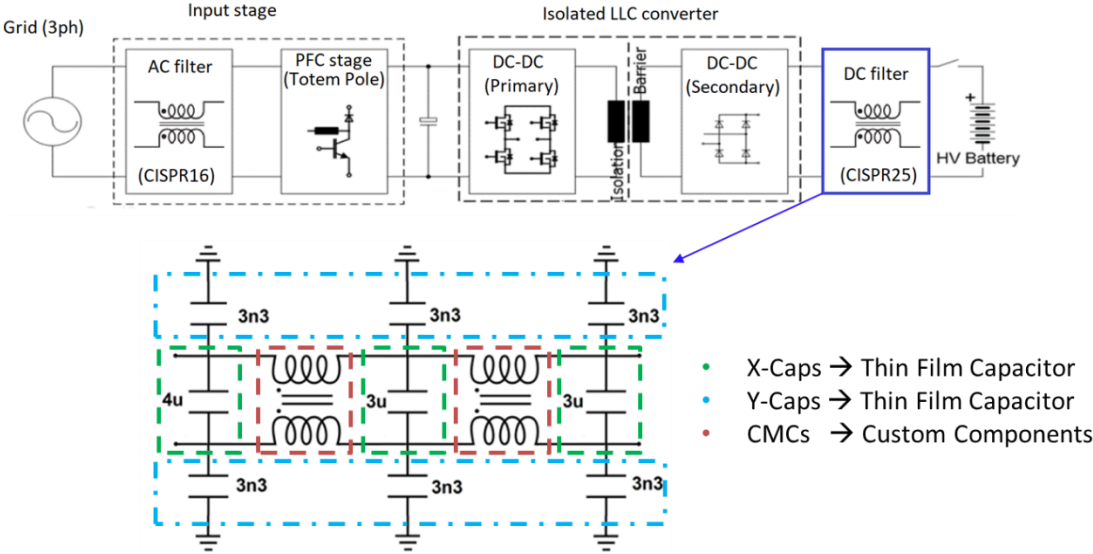 Input stage
Isolated LLC converter
Grid (3ph)
AC filter
(CISPR16)
PFC stage
(Totem Pole)
DC-DC
(Primary)
Isolation
Barrier
DC-DC
(Secondary)
DC filter
(CISPR25)
+
HV Battery
3n3
3n3
3n3
4u
3u
3u
3n3
3n3
3n3
• X-Caps → Thin Film Capacitor
• Y-Caps → Thin Film Capacitor
• CMCs → Custom Components